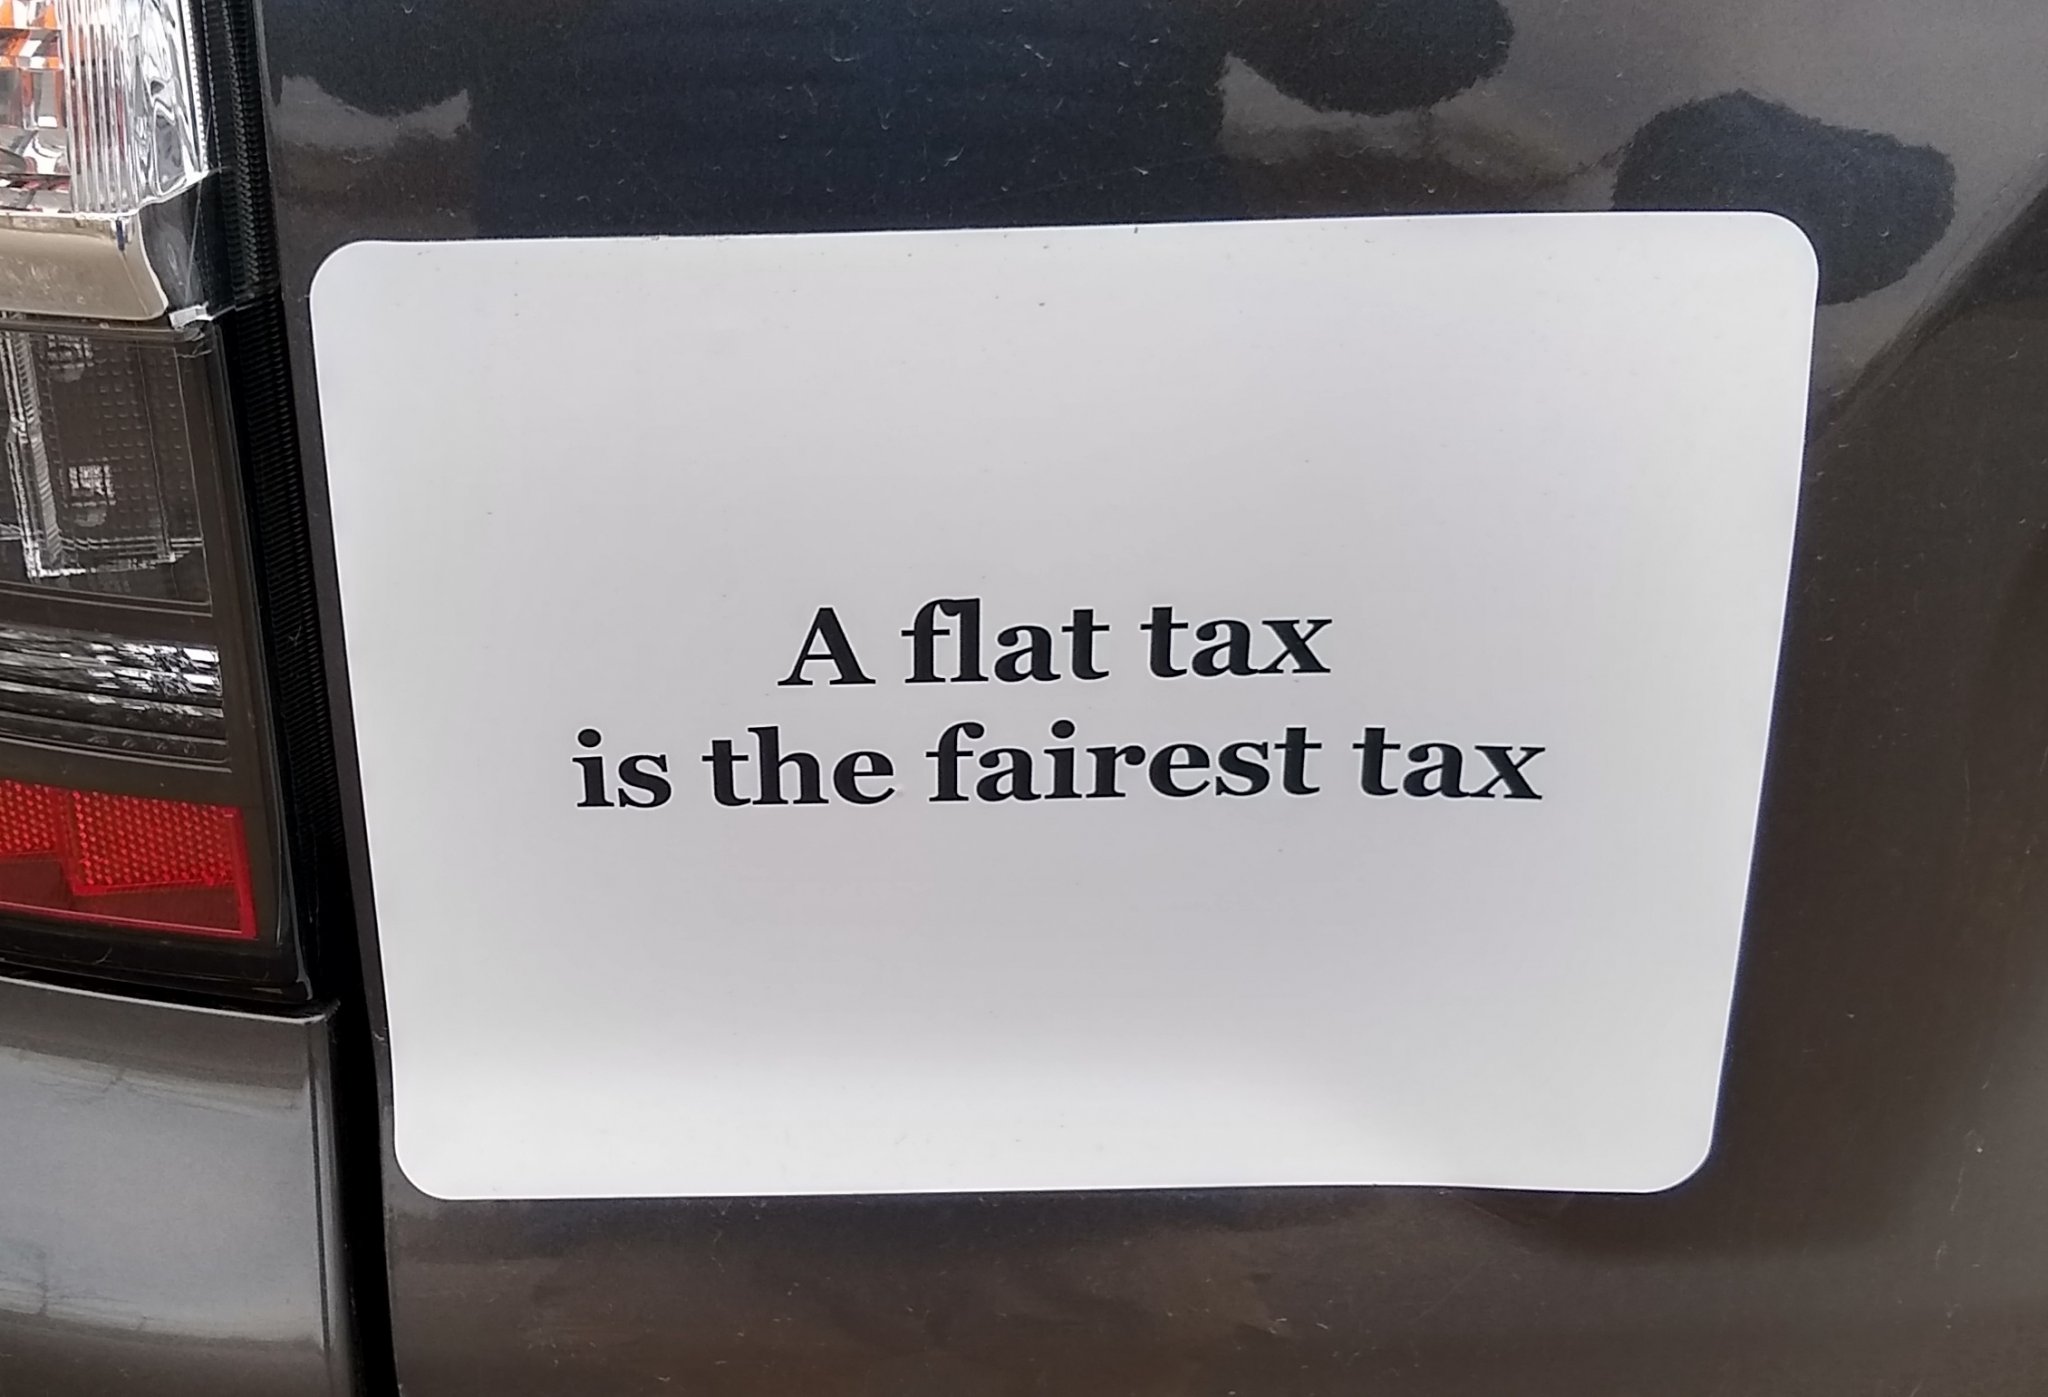 A flat tax
is the fairest tax